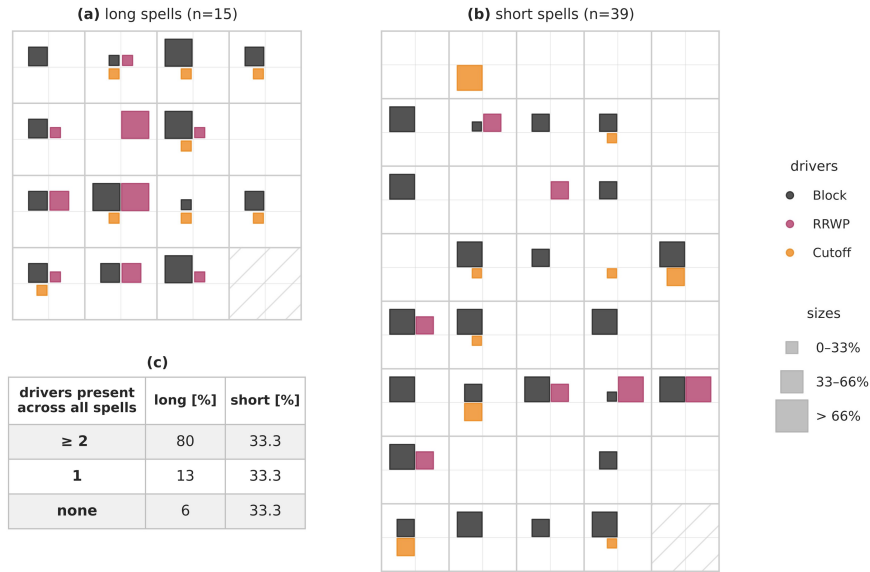 (a) long spells (n=15)
(b) short spells (n=39)
drivers
Block
RRWP
Cutoff
sizes
0–33%
33–66%
> 66%
(c)
drivers present
across all spells
long [%]
short [%]
≥ 2
80
33.3
1
13
33.3
none
6
33.3